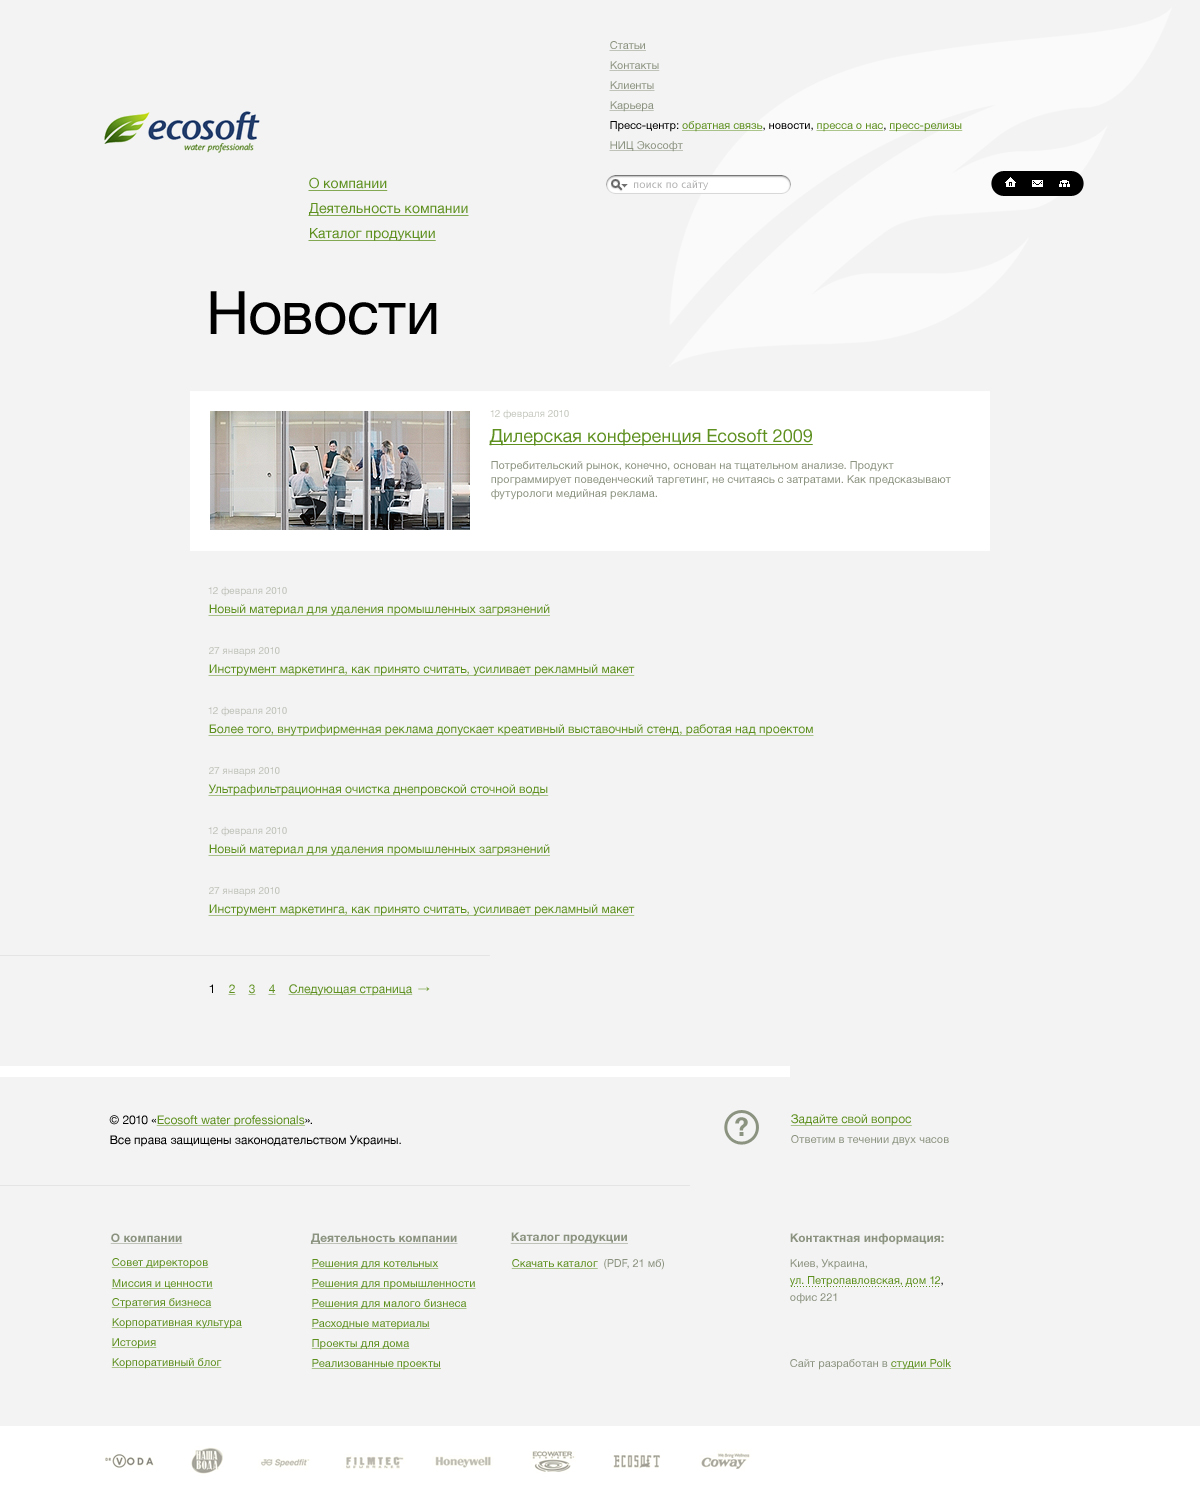 Статьи
Контакты
Клиенты
Карьера
Пресс-центр: обратная связь, новости, пресса о нас, пресс-релизы
НИЦ Экософт
ecosoft
water professionals
поиск по сайту
О компании
Деятельность компании
Каталог продукции
Новости
12 февраля 2010
Дилерская конференция Ecosoft 2009
Потребительский рынок, конечно, основан на тщательном анализе. Продукт
программирует поведенческий таргетинг, не считаясь с затратами. Как предсказывают
футурологи медийная реклама.
12 февраля 2010
Новый материал для удаления промышленных загрязнений
27 января 2010
Инструмент маркетинга, как принято считать, усиливает рекламный макет
12 февраля 2010
Более того, внутрифирменная реклама допускает креативный выставочный стенд, работая над проектом
27 января 2010
Ультрафильтрационная очистка днепровской сточной воды
12 февраля 2010
Новый материал для удаления промышленных загрязнений
27 января 2010
Инструмент маркетинга, как принято считать, усиливает рекламный макет
1 2 3 4 Следующая страница →
© 2010 «Ecosoft water professionals».
Все права защищены законодательством Украины.
?
Задайте свой вопрос
Ответим в течении двух часов
О компании
Совет директоров
Миссия и ценности
Стратегия бизнеса
Корпоративная культура
История
Корпоративный блог
Деятельность компании
Решения для котельных
Решения для промышленности
Решения для малого бизнеса
Расходные материалы
Проекты для дома
Реализованные проекты
Каталог продукции
Скачать каталог (PDF, 21 мб)
Контактная информация:
Киев, Украина,
ул. Петропавловская, дом 12,
офис 221
Сайт разработан в студии Polk
VODA
НАША ВОДА
JG Speedfit
FILMTEC
MEMBRANES
Honeywell
ECOWATER
ECOSOFT
Coway